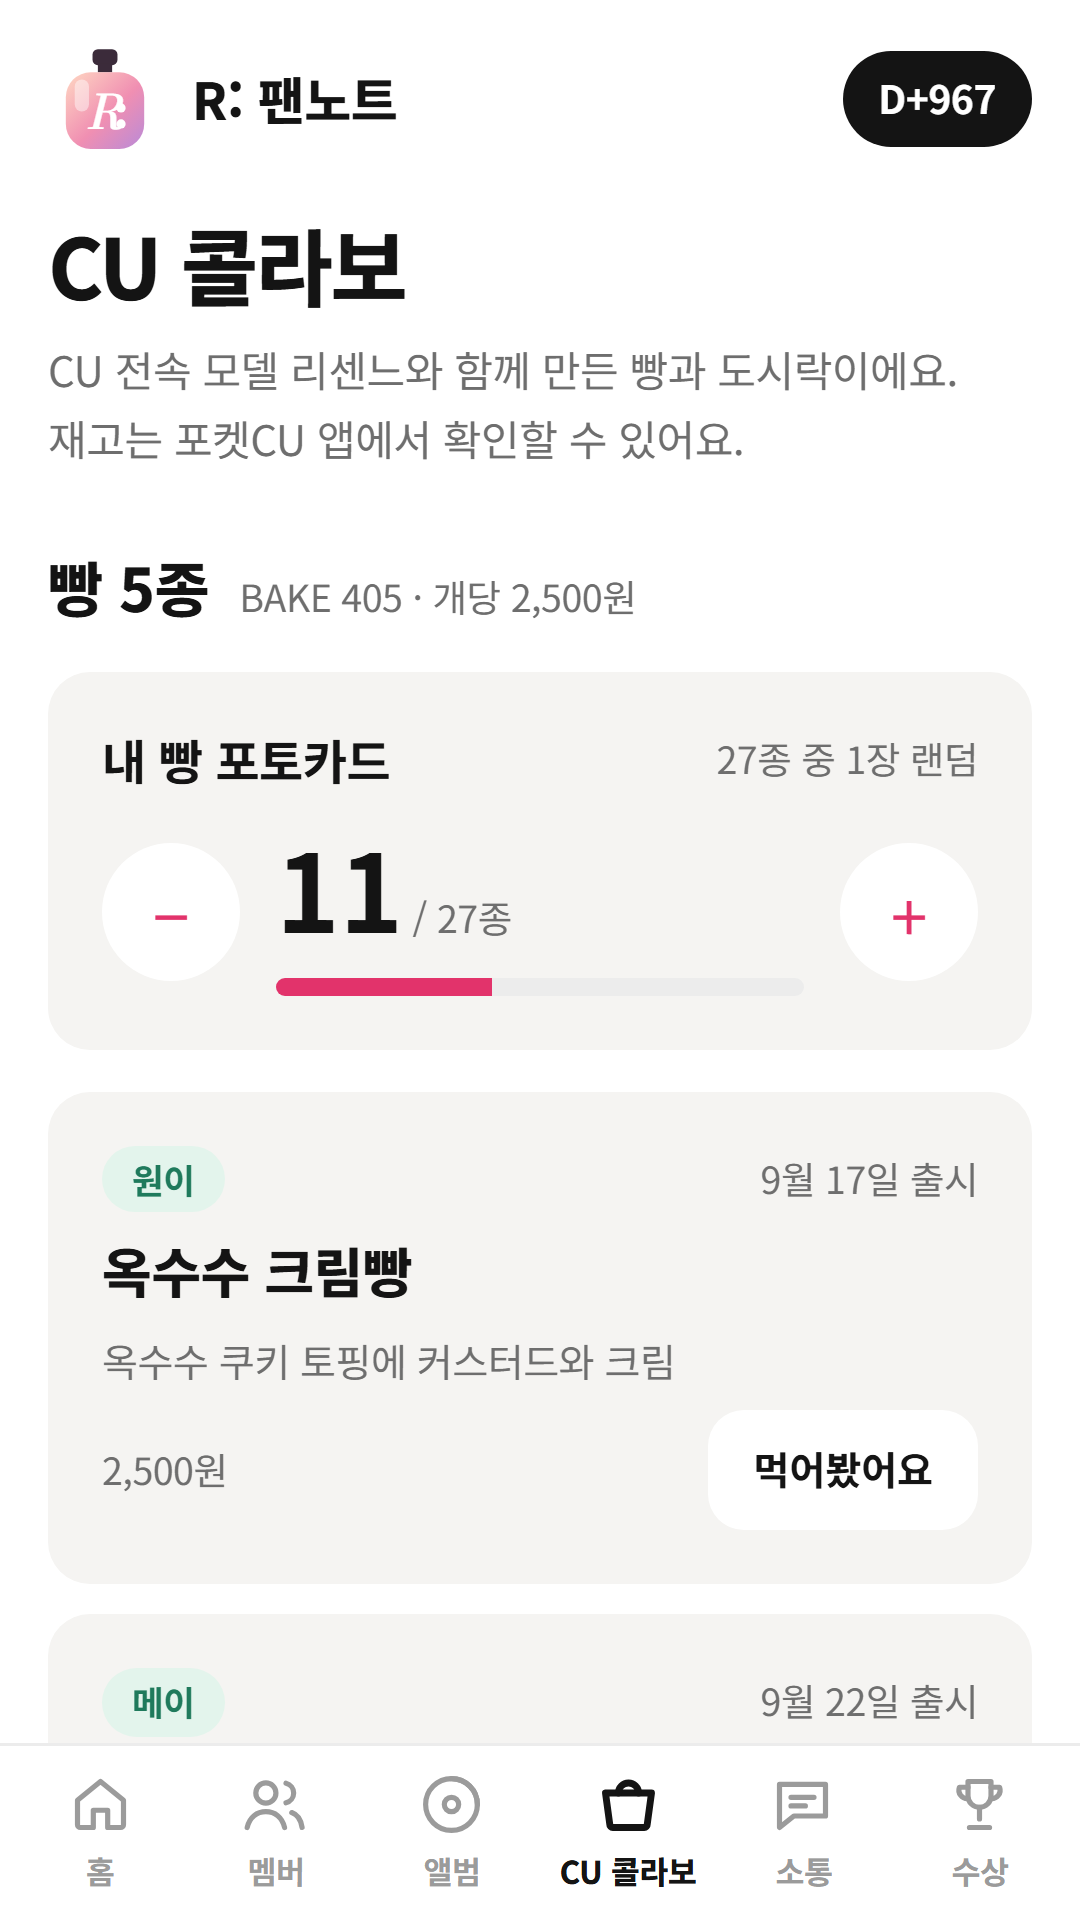 R: 팬노트
D+967
CU 콜라보
CU 전속 모델 리센느와 함께 만든 빵과 도시락이에요.
재고는 포켓CU 앱에서 확인할 수 있어요.
빵 5종 BAKE 405 · 개당 2,500원
내 빵 포토카드 27종 중 1장 랜덤
− 11 / 27종 +
원이 9월 17일 출시
옥수수 크림빵
옥수수 쿠키 토핑에 커스터드와 크림
2,500원 먹어봤어요
메이 9월 22일 출시
홈 멤버 앨범 CU 콜라보 소통 수상